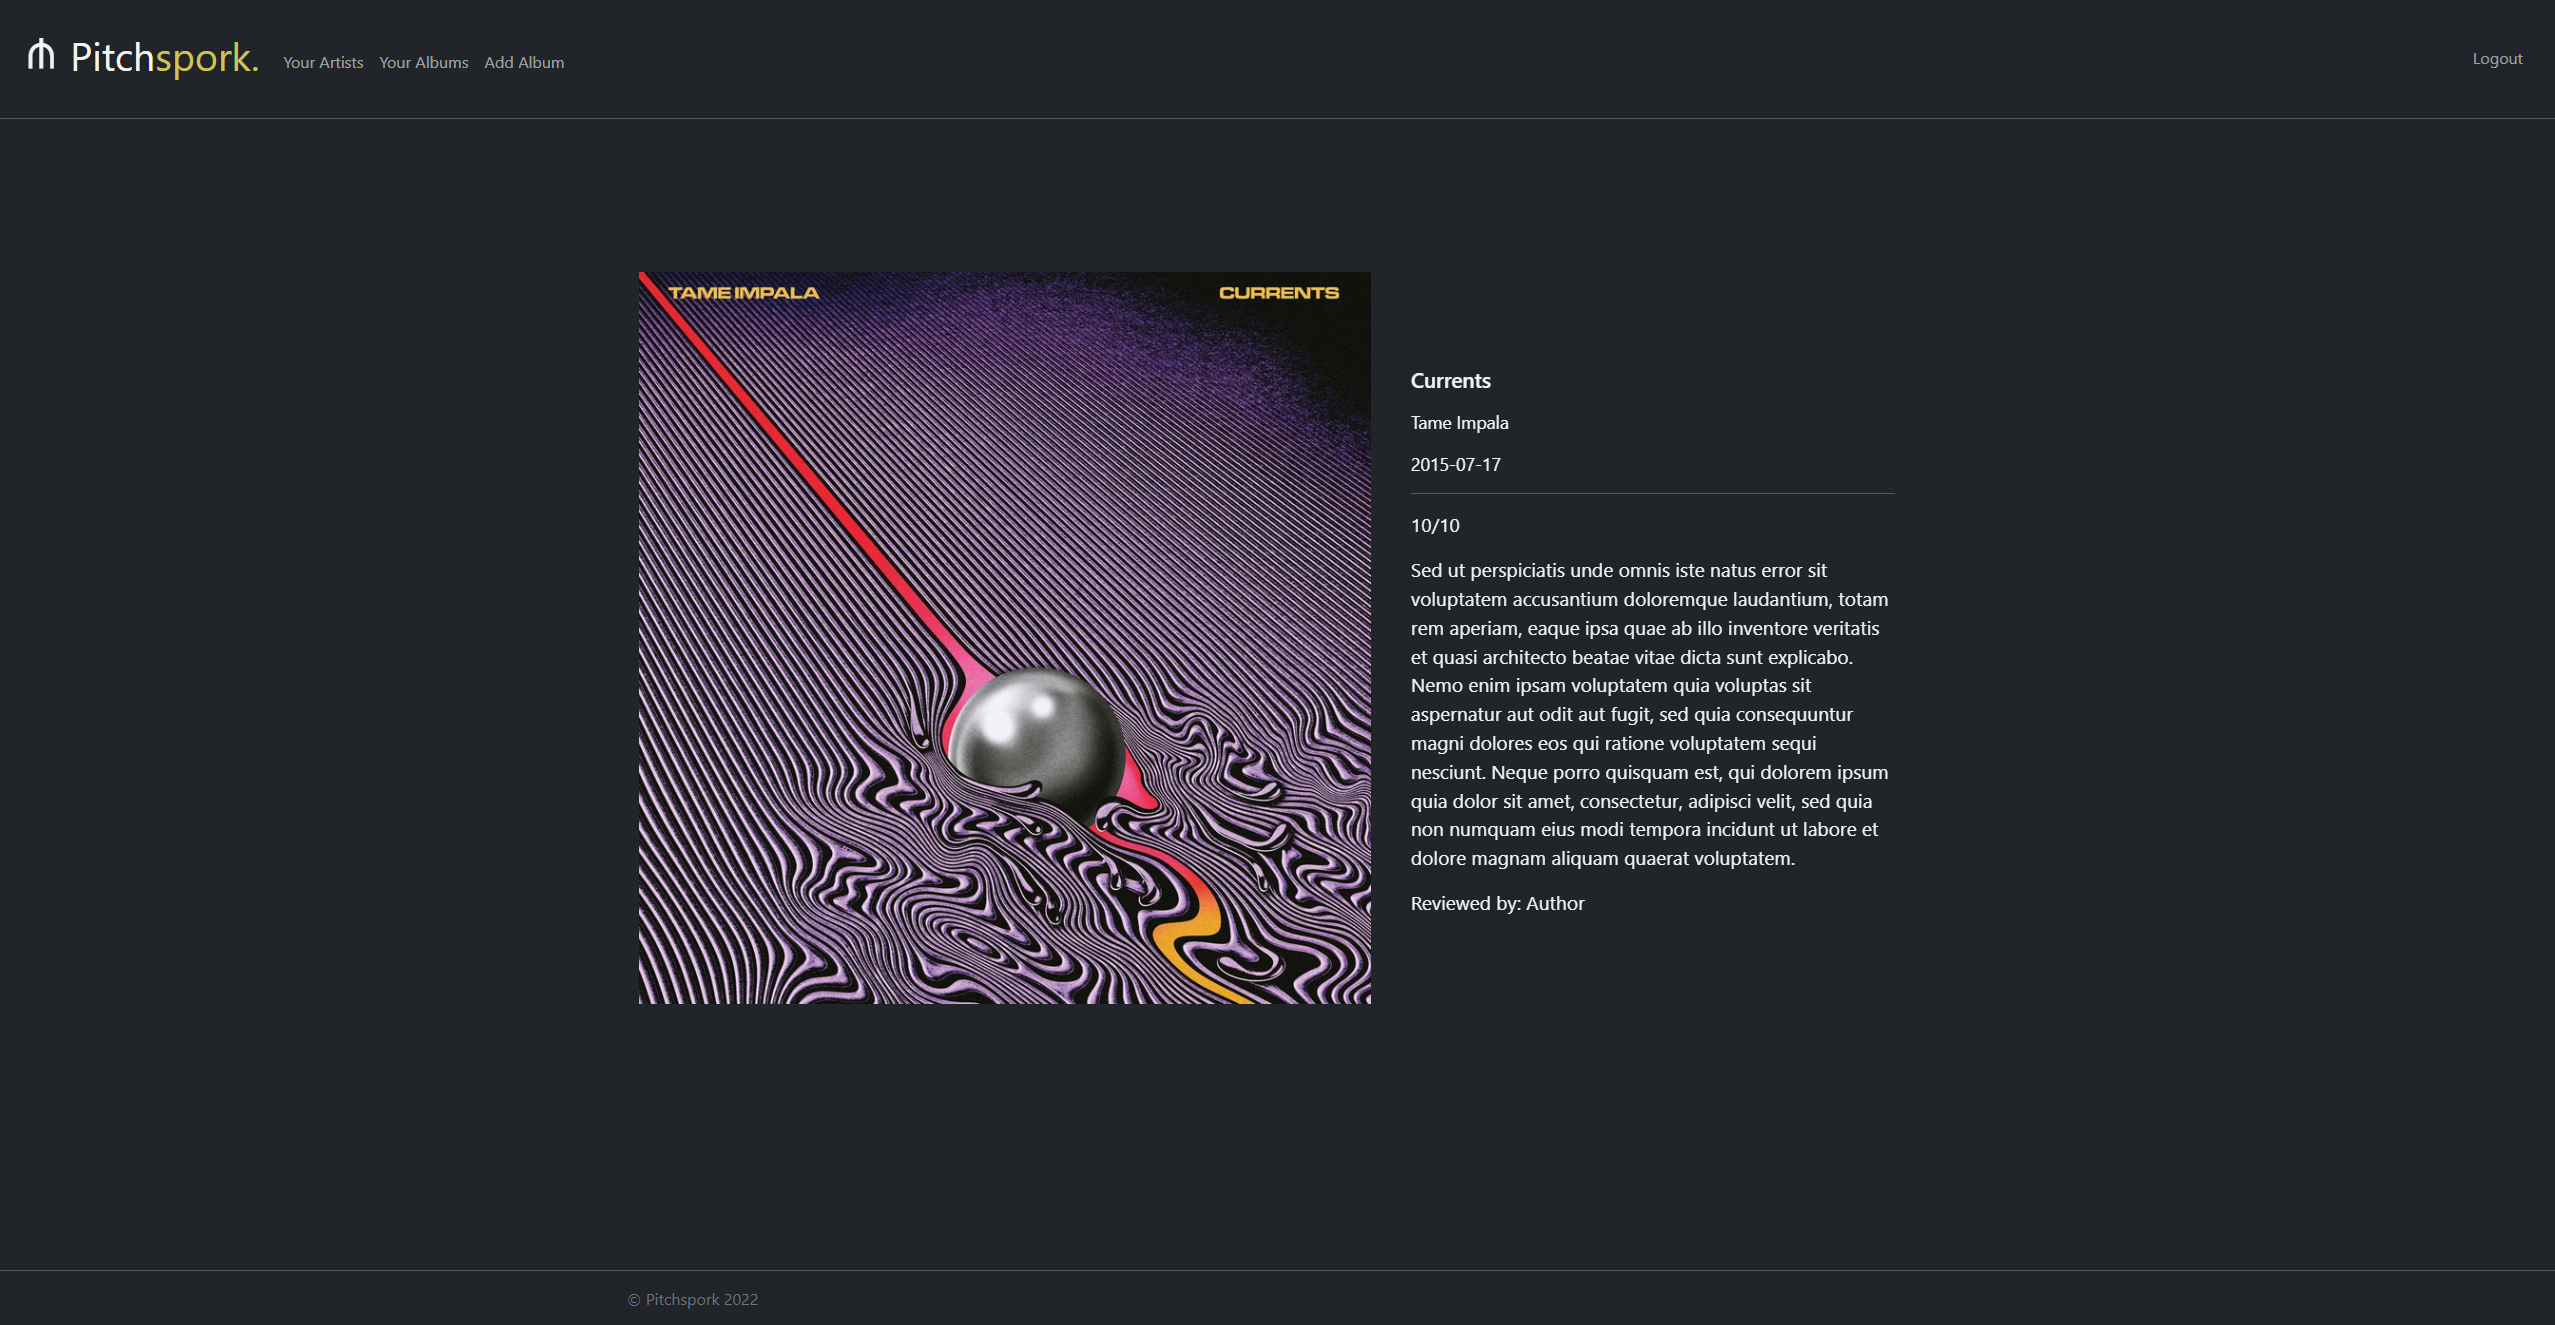 Pitchspork.
Your Artists
Your Albums
Add Album
Logout
TAME IMPALA
CURRENTS
Currents
Tame Impala
2015-07-17
10/10
Sed ut perspiciatis unde omnis iste natus error sit
voluptatem accusantium doloremque laudantium, totam
rem aperiam, eaque ipsa quae ab illo inventore veritatis
et quasi architecto beatae vitae dicta sunt explicabo.
Nemo enim ipsam voluptatem quia voluptas sit
aspernatur aut odit aut fugit, sed quia consequuntur
magni dolores eos qui ratione voluptatem sequi
nesciunt. Neque porro quisquam est, qui dolorem ipsum
quia dolor sit amet, consectetur, adipisci velit, sed quia
non numquam eius modi tempora incidunt ut labore et
dolore magnam aliquam quaerat voluptatem.
Reviewed by: Author
© Pitchspork 2022